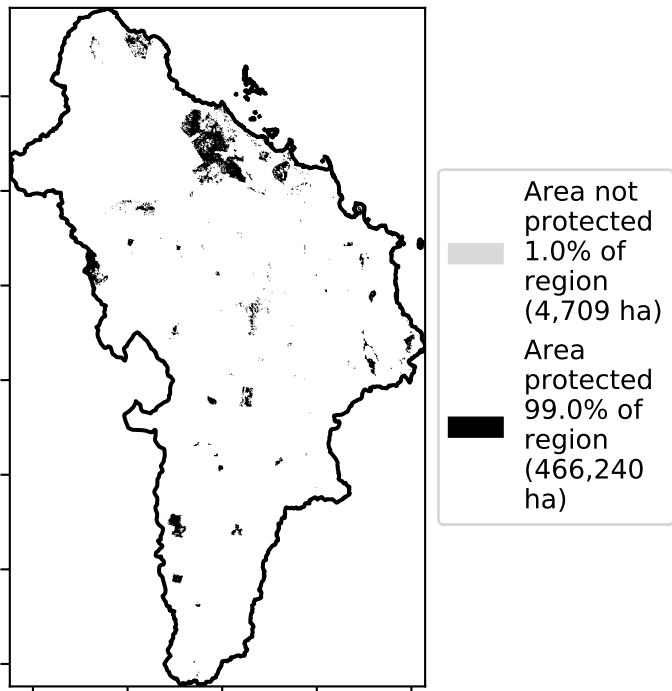 Area not
protected
1.0% of
region
(4,709 ha)
Area
protected
99.0% of
region
(466,240
ha)